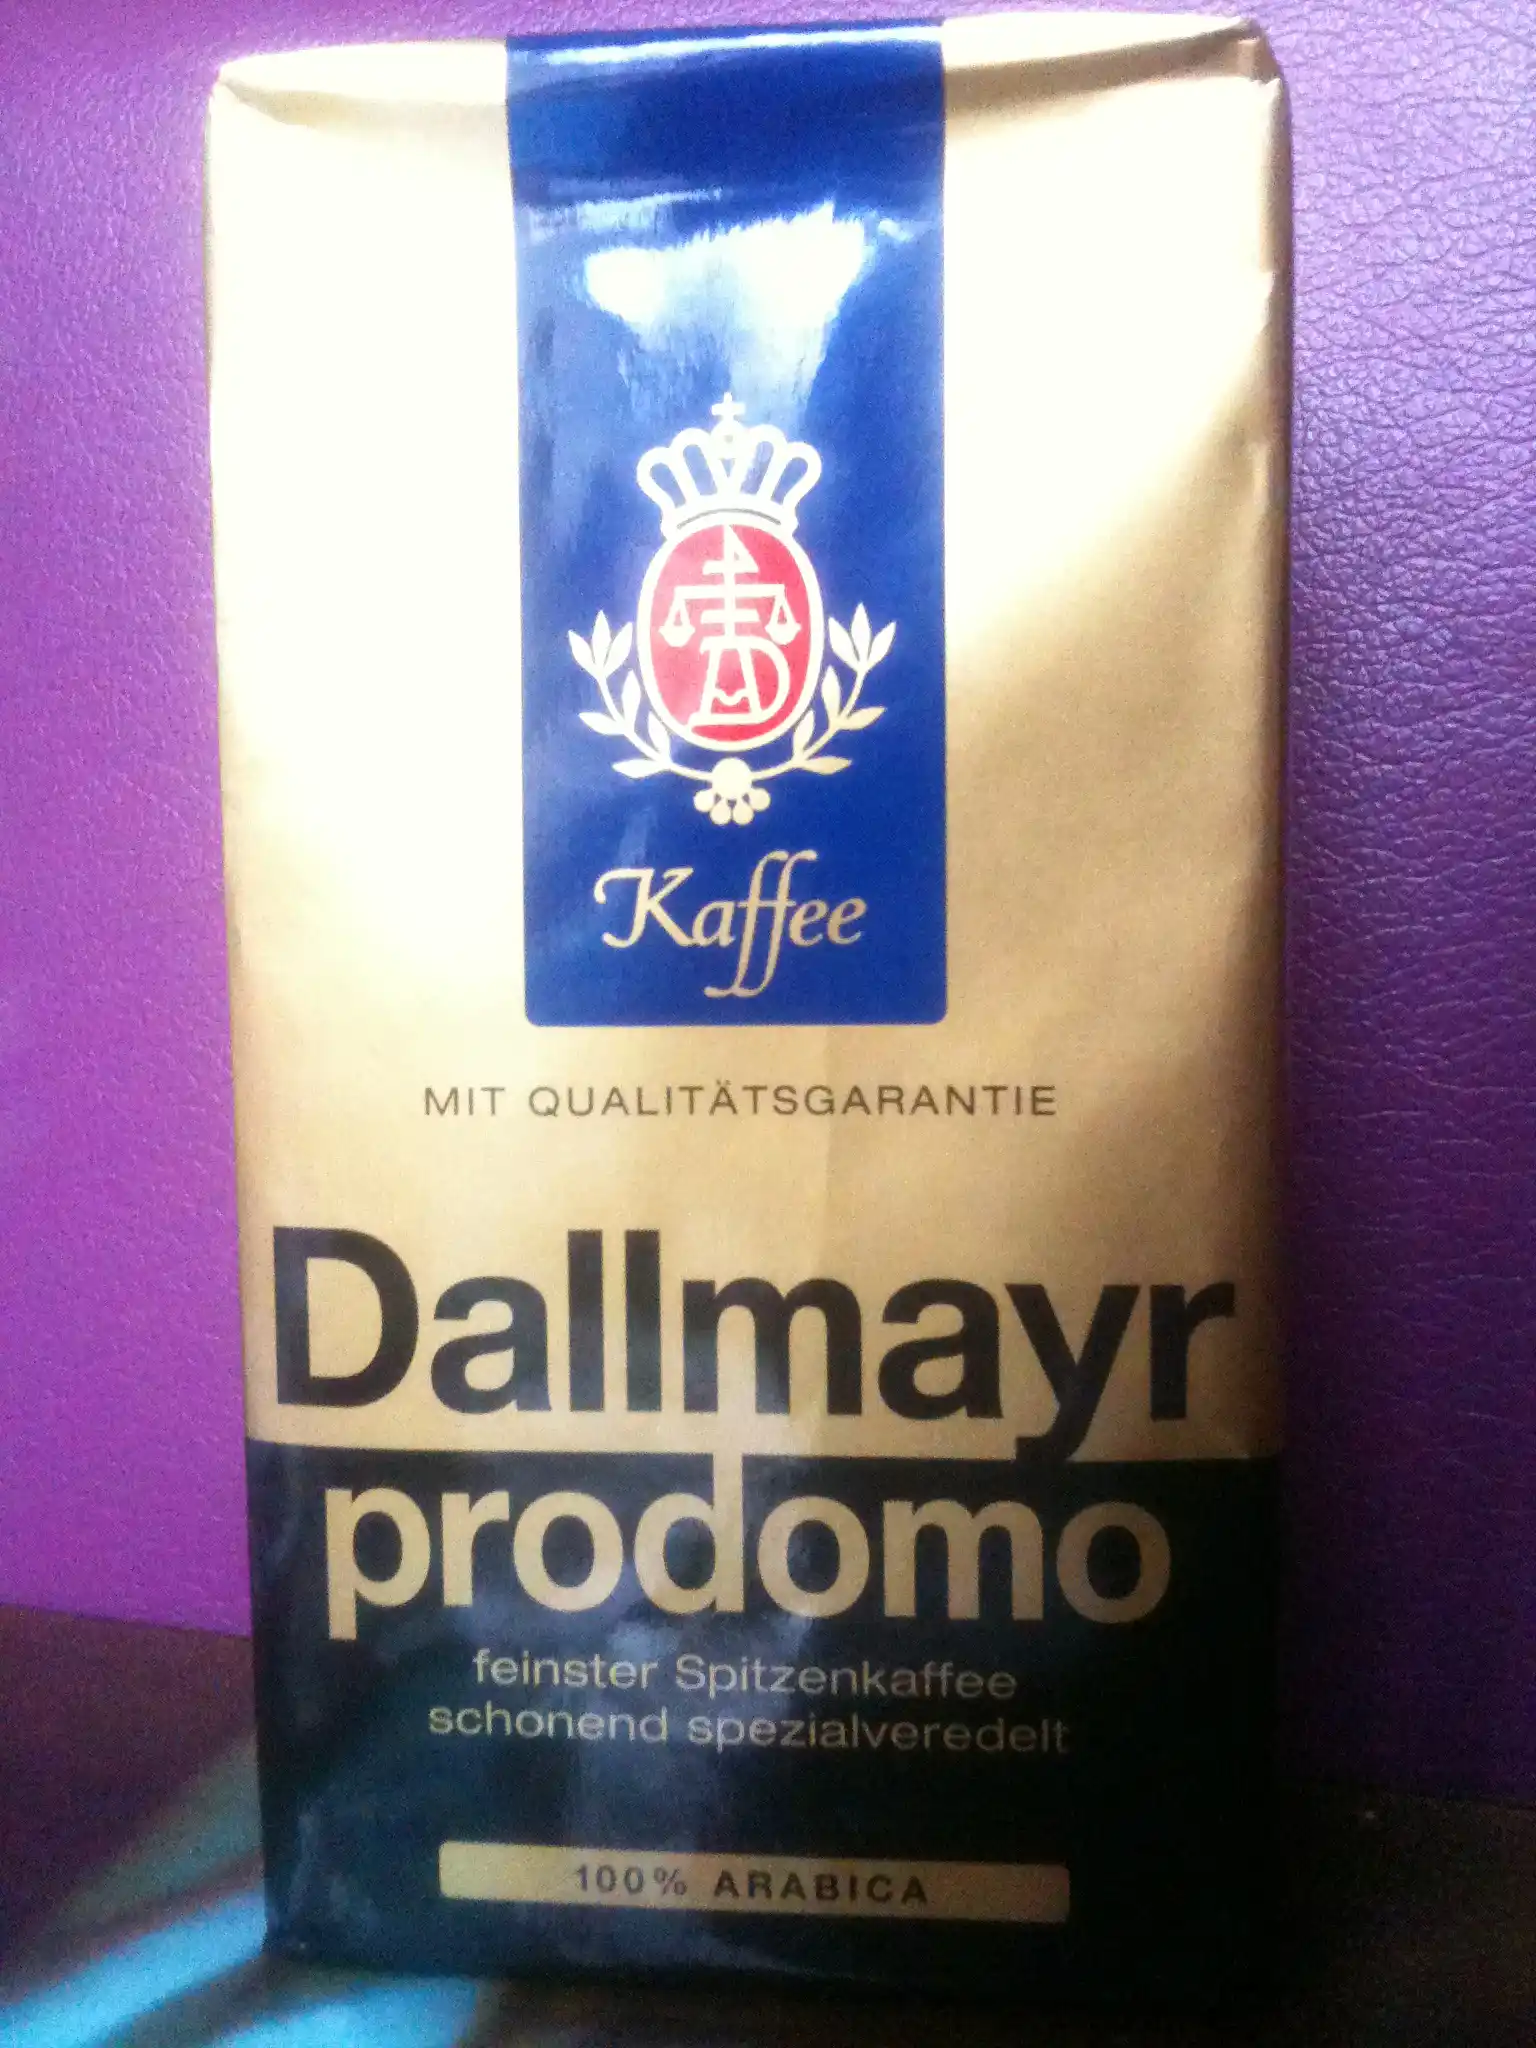 Kaffee
MIT QUALITÄTSGARANTIE
Dallmayr
prodomo
feinster Spitzenkaffee
schonend spezialveredelt
100% ARABICA